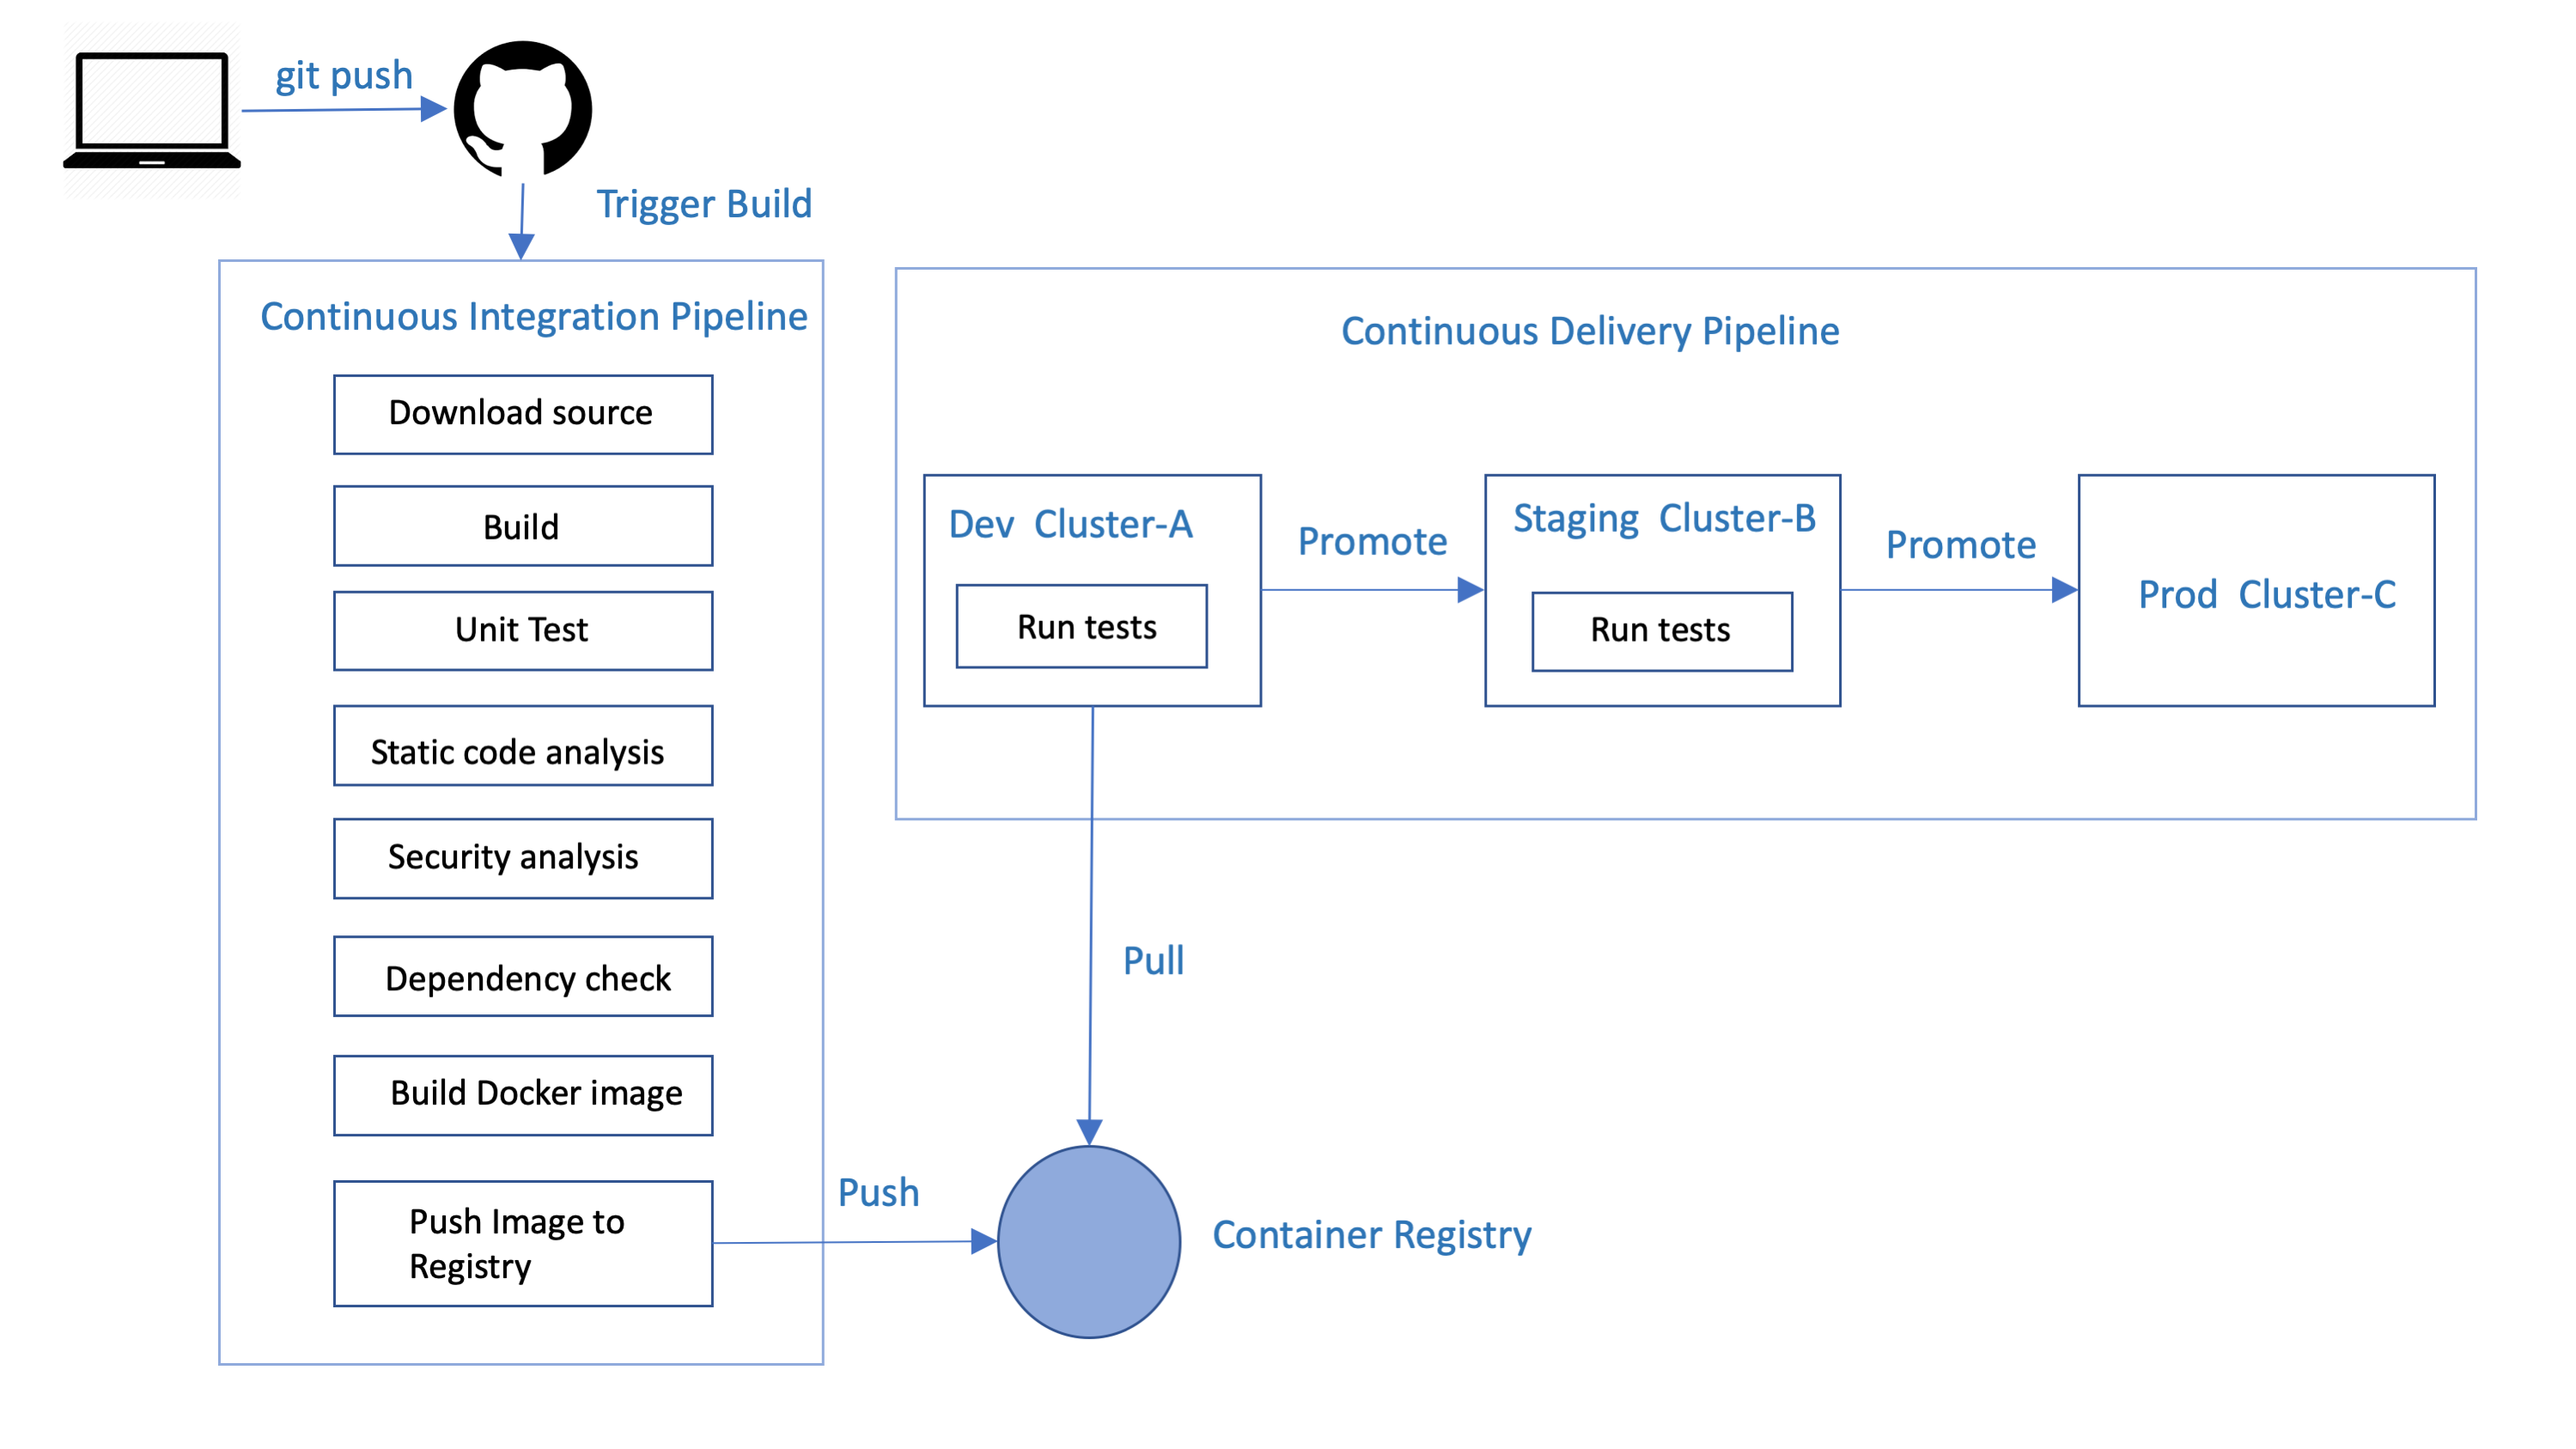 git push
Trigger Build
Continuous Integration Pipeline
Download source
Build
Unit Test
Static code analysis
Security analysis
Dependency check
Build Docker image
Push Image to
Registry
Push
Continuous Delivery Pipeline
Dev Cluster-A
Run tests
Promote
Staging Cluster-B
Run tests
Promote
Prod Cluster-C
Pull
Container Registry